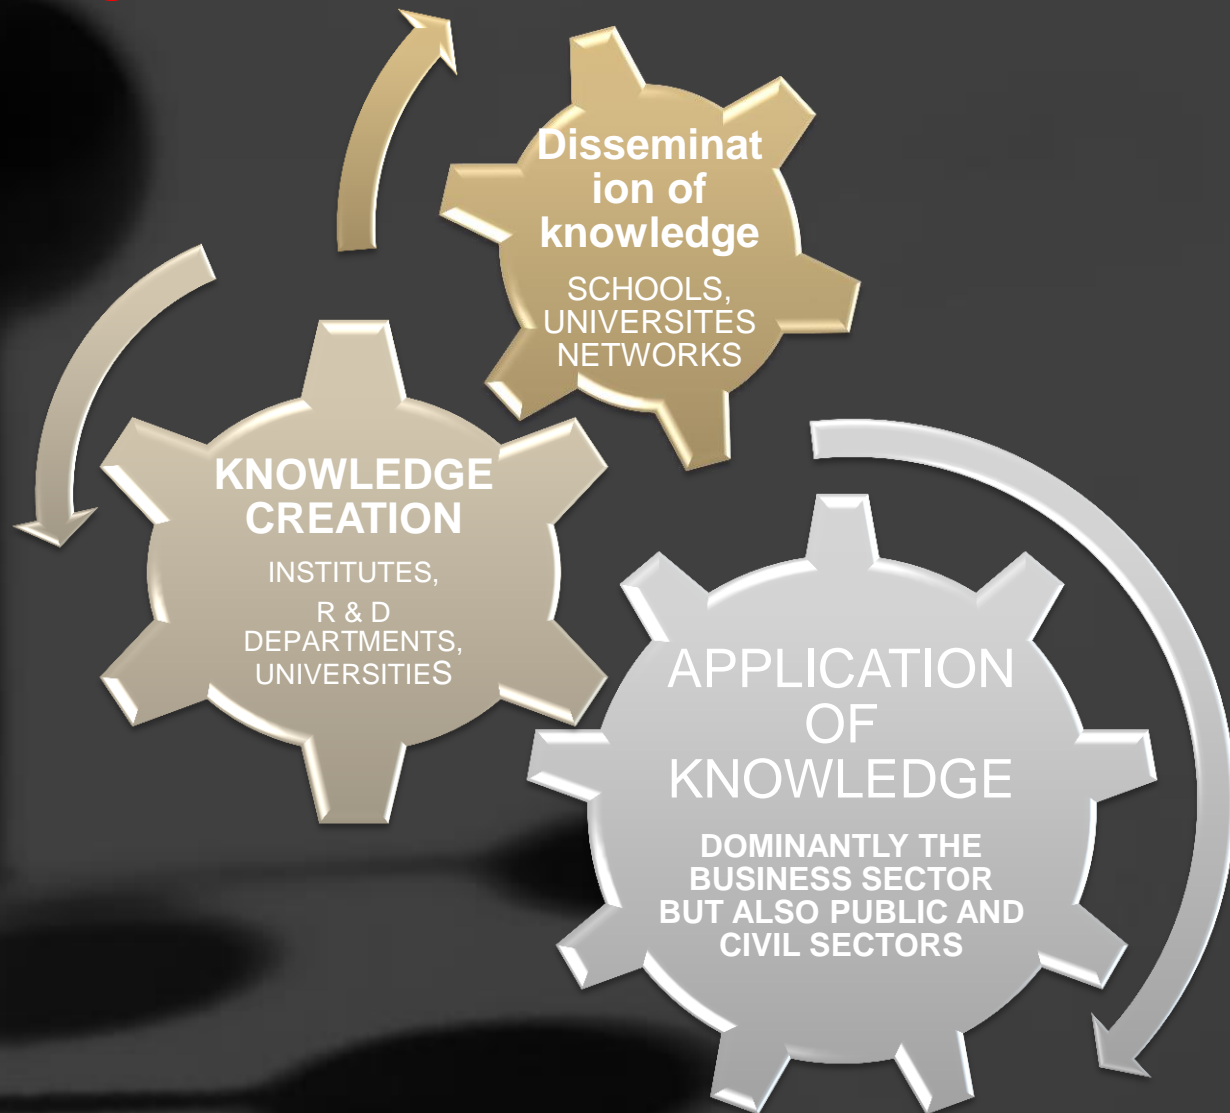 Disseminat
ion of
knowledge
SCHOOLS,
UNIVERSITES
NETWORKS
KNOWLEDGE
CREATION
INSTITUTES,
R & D
DEPARTMENTS,
UNIVERSITIES
APPLICATION
OF
KNOWLEDGE
DOMINANTLY THE
BUSINESS SECTOR
BUT ALSO PUBLIC AND
CIVIL SECTORS